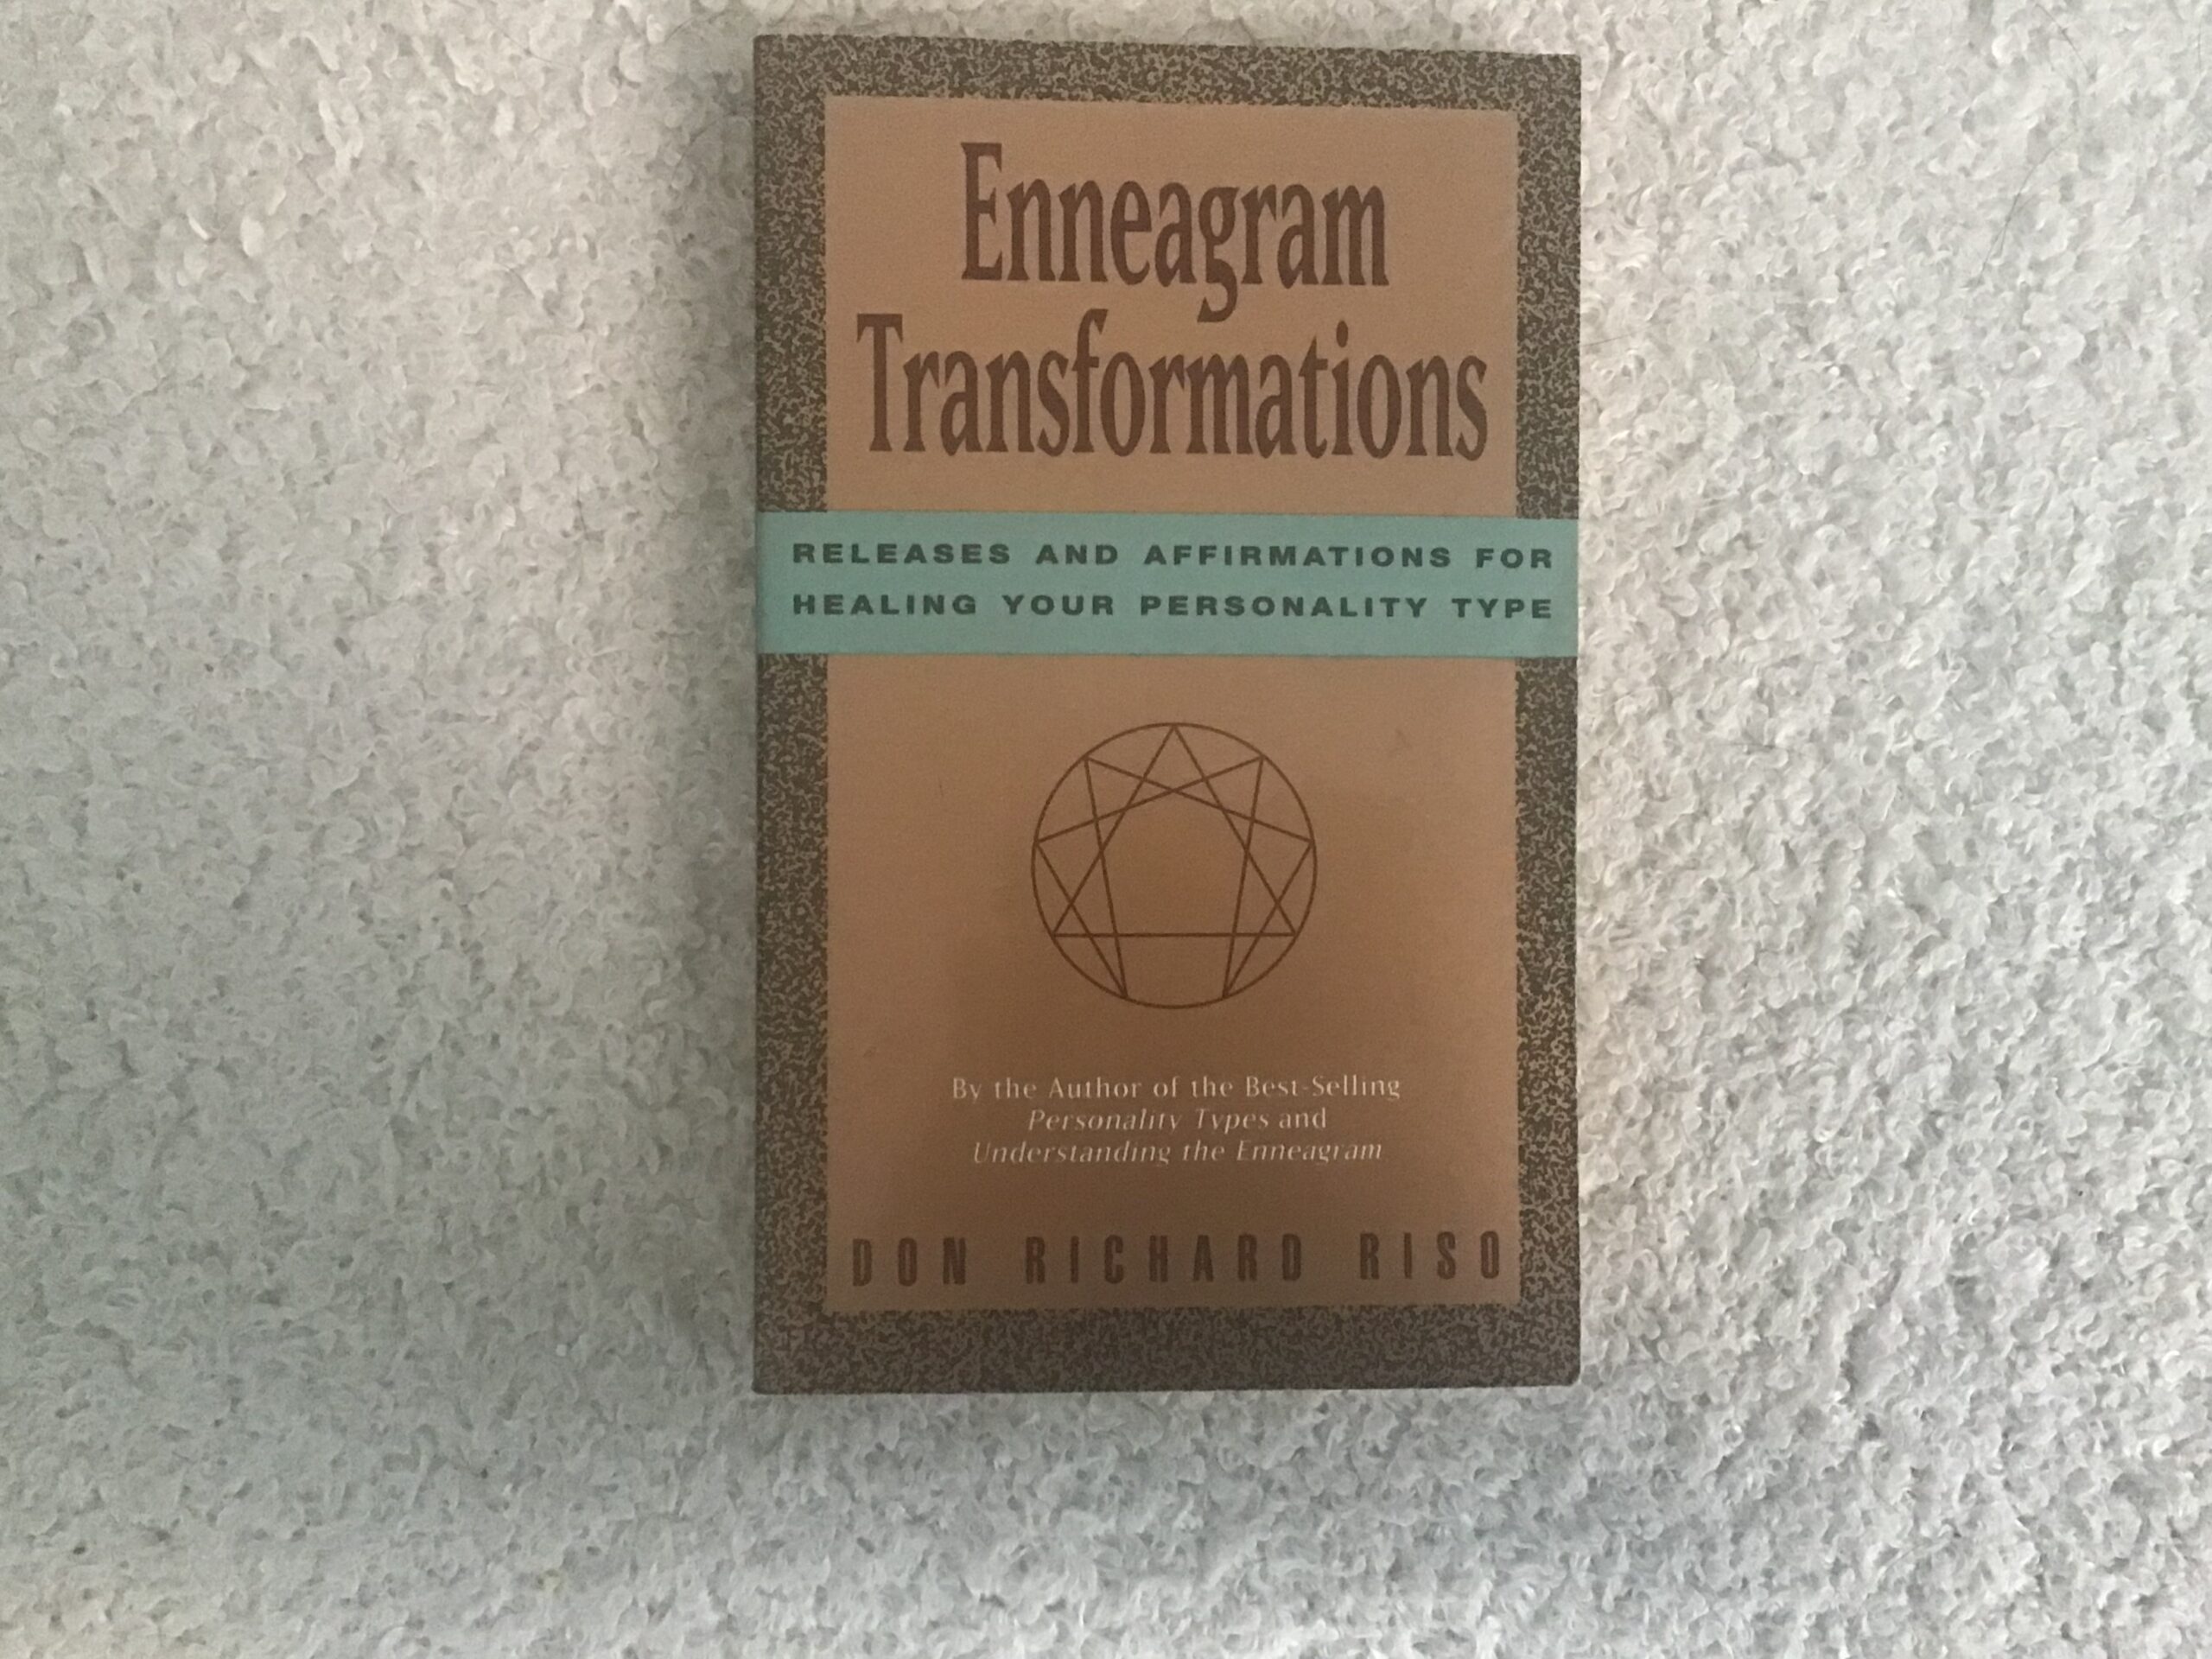 Enneagram
Transformations
RELEASES AND AFFIRMATIONS FOR
HEALING YOUR PERSONALITY TYPE
By the Author of the Best-Selling
Personality Types and
Understanding the Enneagram
DON RICHARD RISO